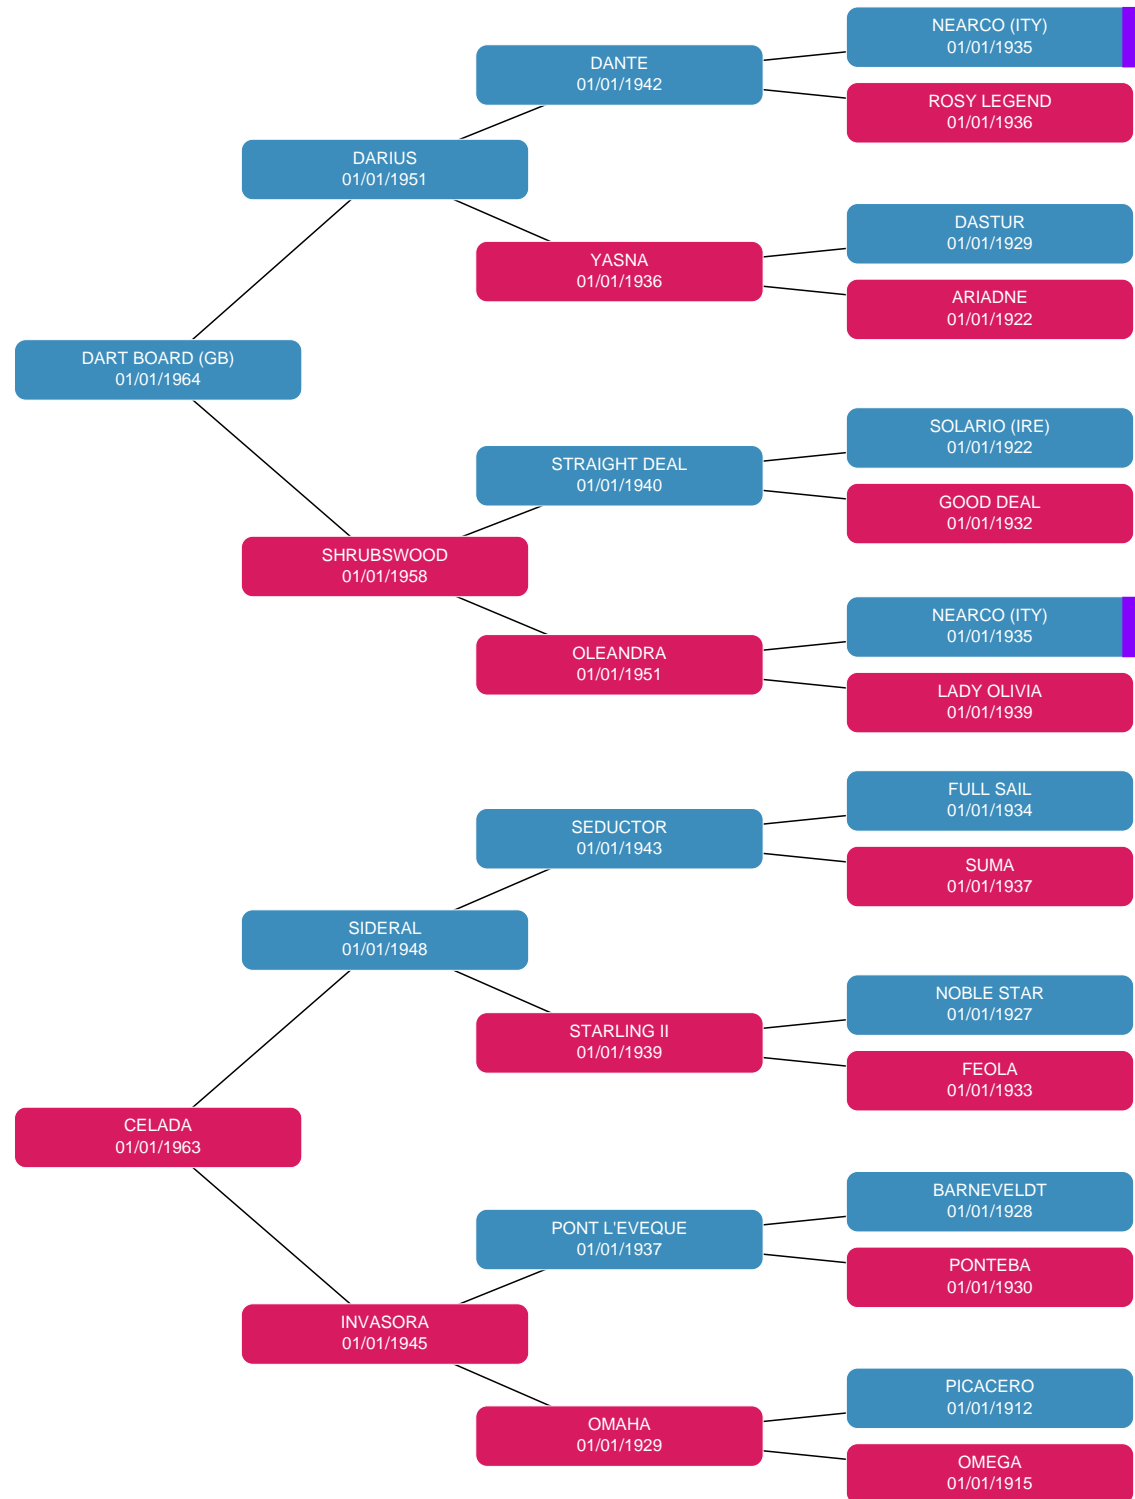 NEARCO (ITY)
01/01/1935
DANTE
01/01/1942
ROSY LEGEND
01/01/1936
DARIUS
01/01/1951
DASTUR
01/01/1929
YASNA
01/01/1936
ARIADNE
01/01/1922
DART BOARD (GB)
01/01/1964
SOLARIO (IRE)
01/01/1922
STRAIGHT DEAL
01/01/1940
GOOD DEAL
01/01/1932
SHRUBSWOOD
01/01/1958
NEARCO (ITY)
01/01/1935
OLEANDRA
01/01/1951
LADY OLIVIA
01/01/1939
FULL SAIL
01/01/1934
SEDUCTOR
01/01/1943
SUMA
01/01/1937
SIDERAL
01/01/1948
NOBLE STAR
01/01/1927
STARLING II
01/01/1939
FEOLA
01/01/1933
CELADA
01/01/1963
BARNEVELDT
01/01/1928
PONT L'EVEQUE
01/01/1937
PONTEBA
01/01/1930
INVASORA
01/01/1945
PICACERO
01/01/1912
OMAHA
01/01/1929
OMEGA
01/01/1915